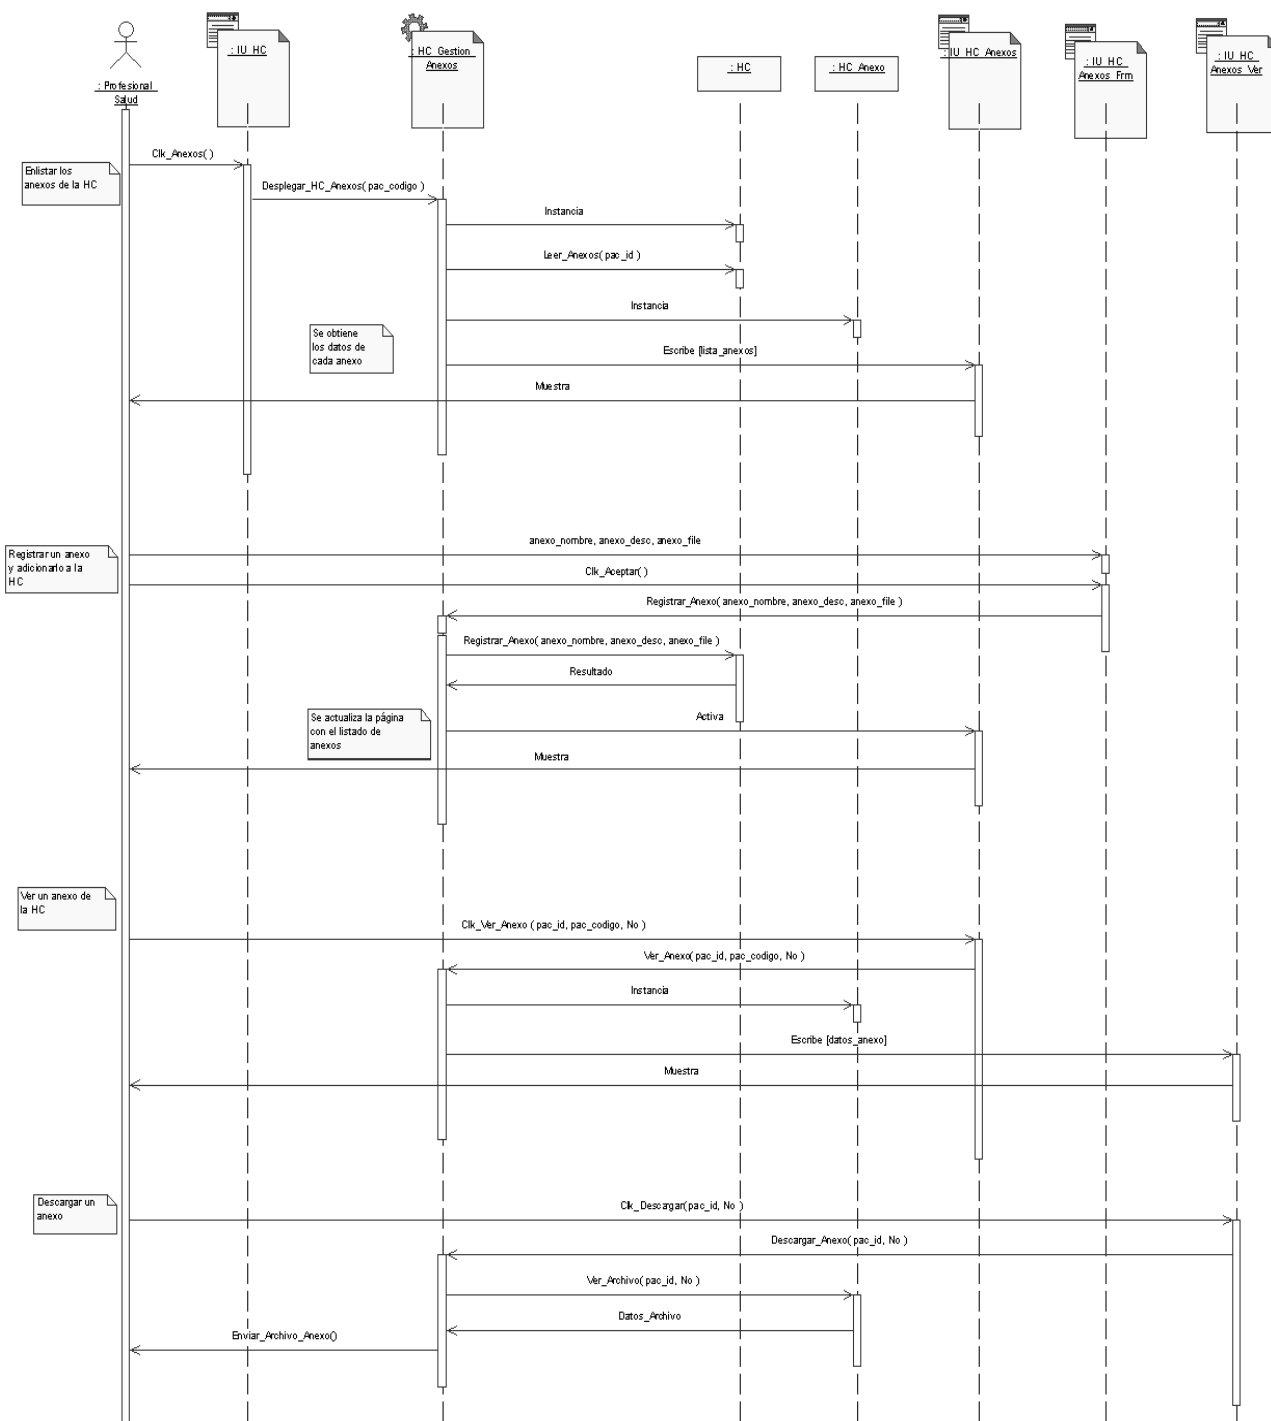 : Profesional
Salud
: IU_HC
: HC_Gestion
Anexos
: HC
: HC_Anexo
: IU_HC_Anexos
: IU_HC_
Anexos_Frm
: IU_HC_
Anexos_Ver
Enlistar los
anexos de la HC
Clk_Anexos( )
Desplegar_HC_Anexos( pac_codigo )
Instancia
Leer_Anexos( pac_id )
Instancia
Se obtiene
los datos de
cada anexo
Escribe [lista_anexos]
Muestra
Registrar un anexo
y adicionarlo a la
HC
anexo_nombre, anexo_desc, anexo_file
Clk_Aceptar( )
Registrar_Anexo( anexo_nombre, anexo_desc, anexo_file )
Registrar_Anexo( anexo_nombre, anexo_desc, anexo_file )
Resultado
Se actualiza la página
con el listado de
anexos
Activa
Muestra
Ver un anexo de
la HC
Clk_Ver_Anexo ( pac_id, pac_codigo, No )
Ver_Anexo( pac_id, pac_codigo, No )
Instancia
Escribe [datos_anexo]
Muestra
Descargar un
anexo
Clk_Descargar( pac_id, No )
Descargar_Anexo( pac_id, No )
Ver_Archivo( pac_id, No )
Datos_Archivo
Enviar_Archivo_Anexo()